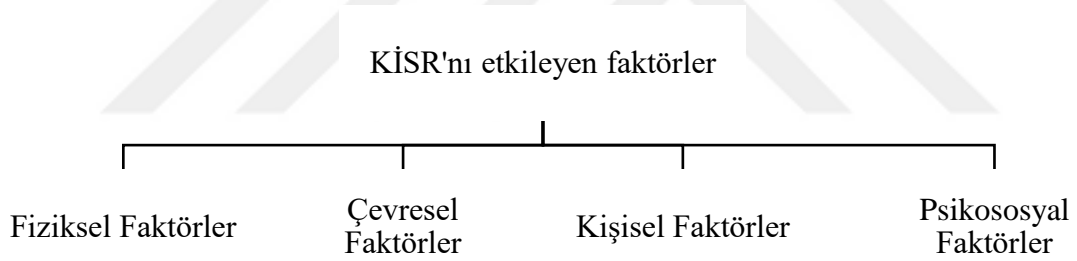 KİSR'nı etkileyen faktörler
Fiziksel Faktörler
Çevresel
Faktörler
Kişisel Faktörler
Psikososyal
Faktörler